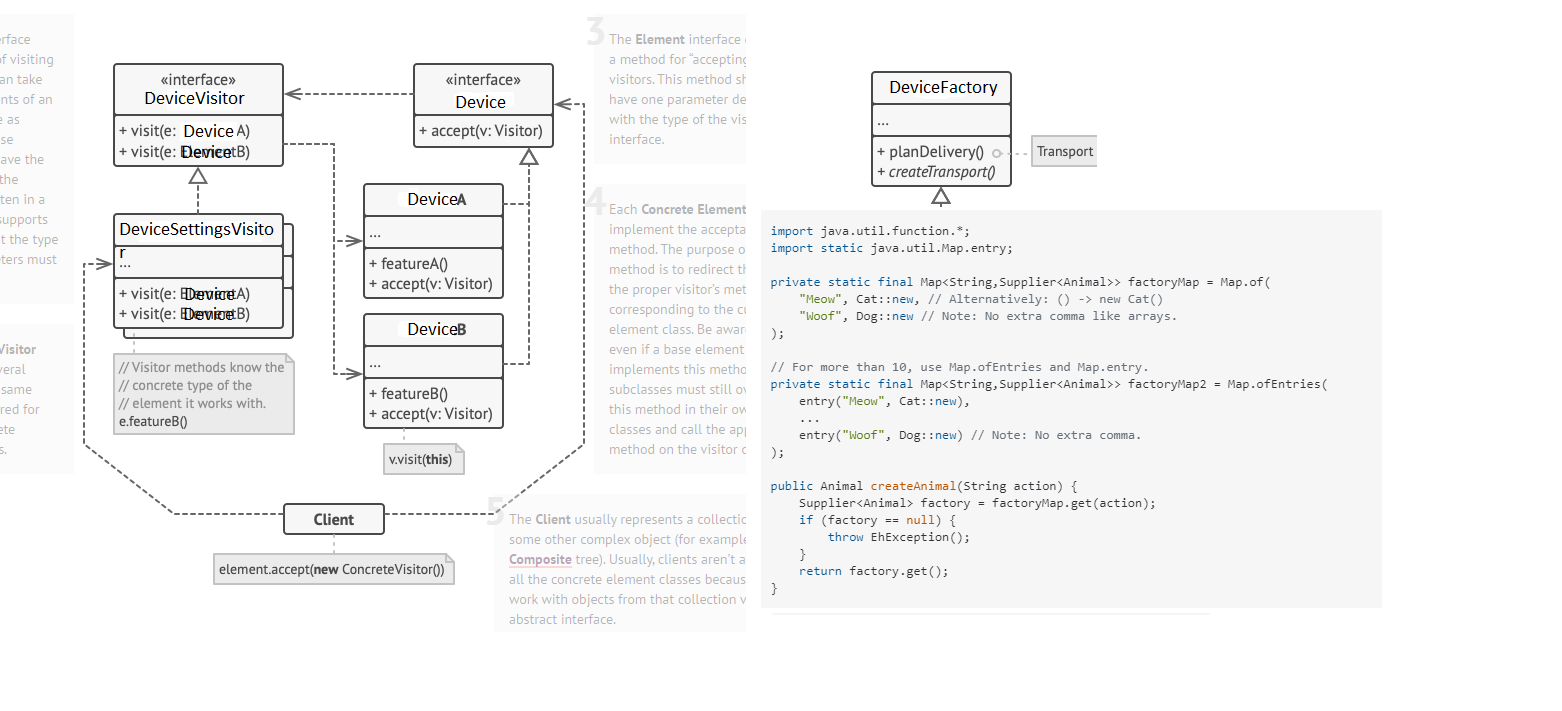 rface
of visiting
an take
nts of an
e as
se
ave the
the
ten in a
supports
t the type
ters must
Visitor
veral
same
red for
ete
s.
«interface»
DeviceVisitor
+ visit(e: Device A)
+ visit(e: Device B)
DeviceSettingsVisito
r
...
+ visit(e: Device A)
+ visit(e: Device B)
// Visitor methods know the
// concrete type of the
// element it works with.
e.featureB()
«interface»
Device
+ accept(v: Visitor)
DeviceA
...
+ featureA()
+ accept(v: Visitor)
DeviceB
...
+ featureB()
+ accept(v: Visitor)
v.visit(this)
Client
element.accept(new ConcreteVisitor())
3
The Element interface
a method for “accepting
visitors. This method sh
have one parameter de
with the type of the vis
interface.
4
Each Concrete Element
implement the accepta
method. The purpose o
method is to redirect th
the proper visitor's met
corresponding to the cu
element class. Be awar
even if a base element
implements this metho
subclasses must still ov
this method in their ow
classes and call the app
method on the visitor o
5
The Client usually represents a collectio
some other complex object (for example
Composite tree). Usually, clients aren't a
all the concrete element classes becaus
work with objects from that collection v
abstract interface.
DeviceFactory
...
+ planDelivery()
+ createTransport()
Transport
import java.util.function.*;
import static java.util.Map.entry;
private static final Map<String,Supplier<Animal>> factoryMap = Map.of(
"Meow", Cat::new, // Alternatively: () -> new Cat()
"Woof", Dog::new // Note: No extra comma like arrays.
);
// For more than 10, use Map.ofEntries and Map.entry.
private static final Map<String,Supplier<Animal>> factoryMap2 = Map.ofEntries(
entry("Meow", Cat::new),
...
entry("Woof", Dog::new) // Note: No extra comma.
);
public Animal createAnimal(String action) {
Supplier<Animal> factory = factoryMap.get(action);
if (factory == null) {
throw EhException();
}
return factory.get();
}